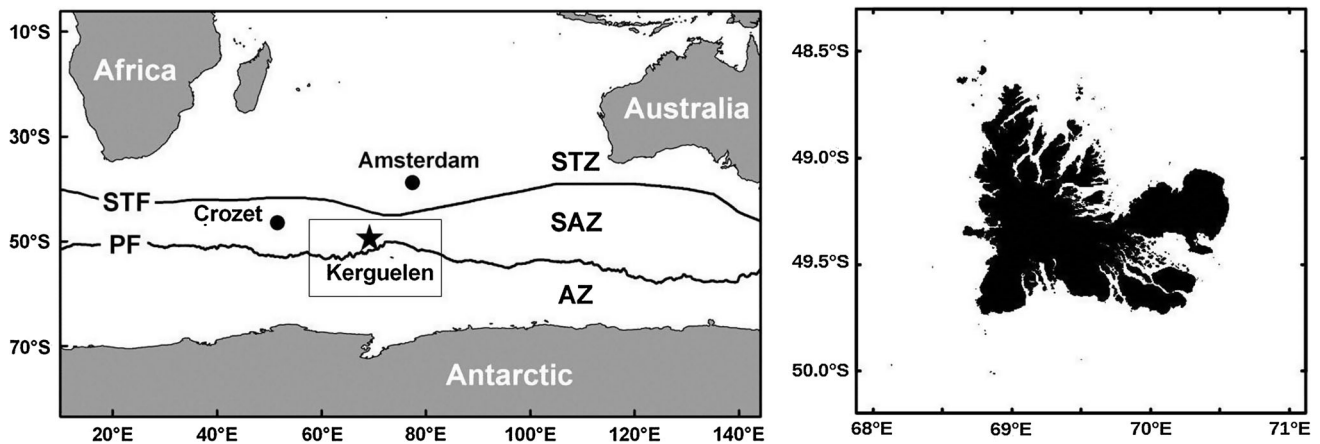 10°S
30°S
50°S
70°S
Africa
Australia
Amsterdam
STZ
STF
Crozet
SAZ
PF
Kerguelen
AZ
Antarctic
20°E 40°E 60°E 80°E 100°E 120°E 140°E
48.5°S
49.0°S
49.5°S
50.0°S
68°E 69°E 70°E 71°E